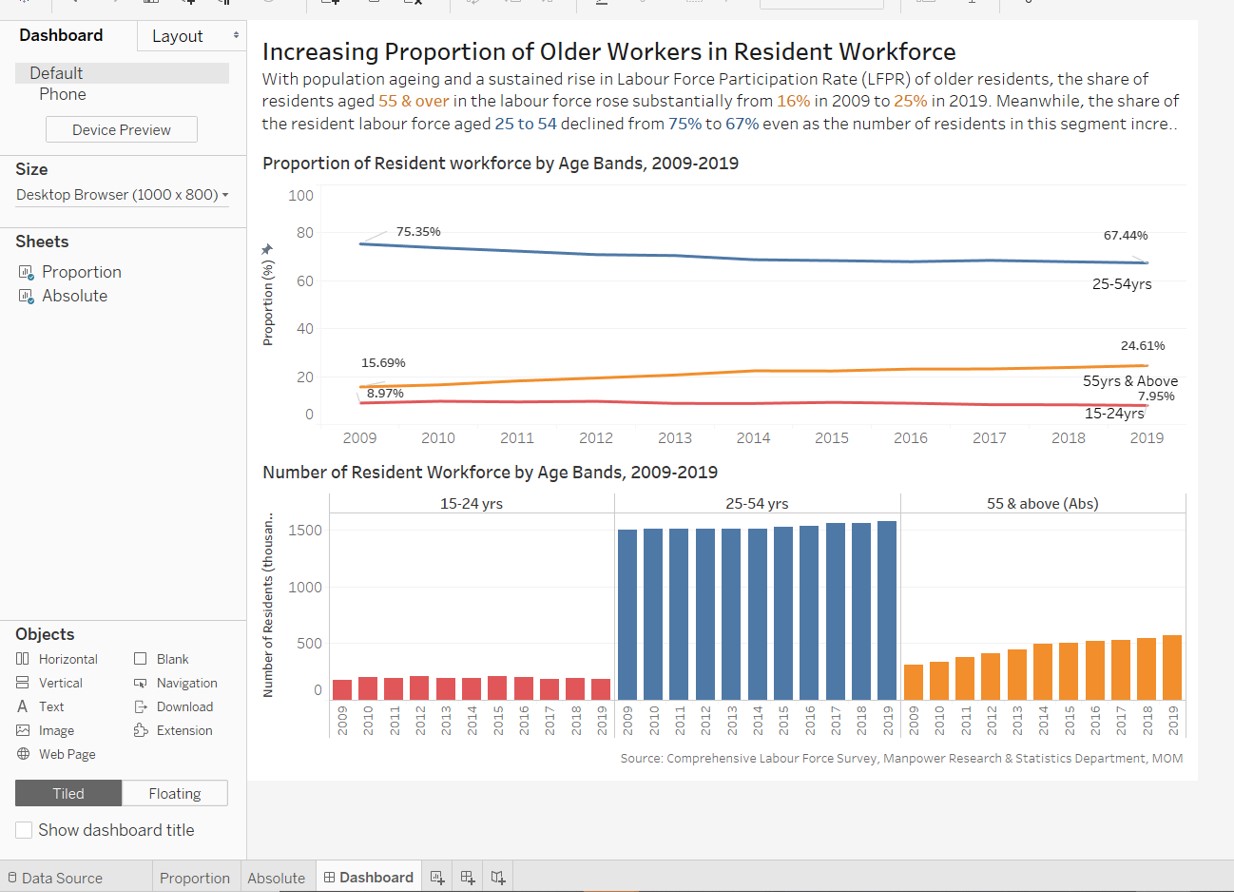 Dashboard
Layout
Default
Phone
Device Preview
Size
Desktop Browser (1000 x 800)
Sheets
Proportion
Absolute
Objects
Horizontal
Blank
Vertical
Navigation
A Text
Download
Image
Extension
Web Page
Tiled
Floating
Show dashboard title
Increasing Proportion of Older Workers in Resident Workforce
With population ageing and a sustained rise in Labour Force Participation Rate (LFPR) of older residents, the share of
residents aged 55 & over in the labour force rose substantially from 16% in 2009 to 25% in 2019. Meanwhile, the share of
the resident labour force aged 25 to 54 declined from 75% to 67% even as the number of residents in this segment incre..
Proportion of Resident workforce by Age Bands, 2009-2019
Proportion (%)
100
80
60
40
20
0
75.35%
67.44%
25-54yrs
15.69%
24.61%
55yrs & Above
8.97%
7.95%
15-24yrs
2009 2010 2011 2012 2013 2014 2015 2016 2017 2018 2019
Number of Resident Workforce by Age Bands, 2009-2019
15-24 yrs 25-54 yrs 55 & above (Abs)
Number of Residents (thousan..
1500
1000
500
0
2009 2010 2011 2012 2013 2014 2015 2016 2017 2018 2019 2009 2010 2011 2012 2013 2014 2015 2016 2017 2018 2019 2009 2010 2011 2012 2013 2014 2015 2016 2017 2018 2019
Source: Comprehensive Labour Force Survey, Manpower Research & Statistics Department, MOM
Data Source
Proportion
Absolute
Dashboard